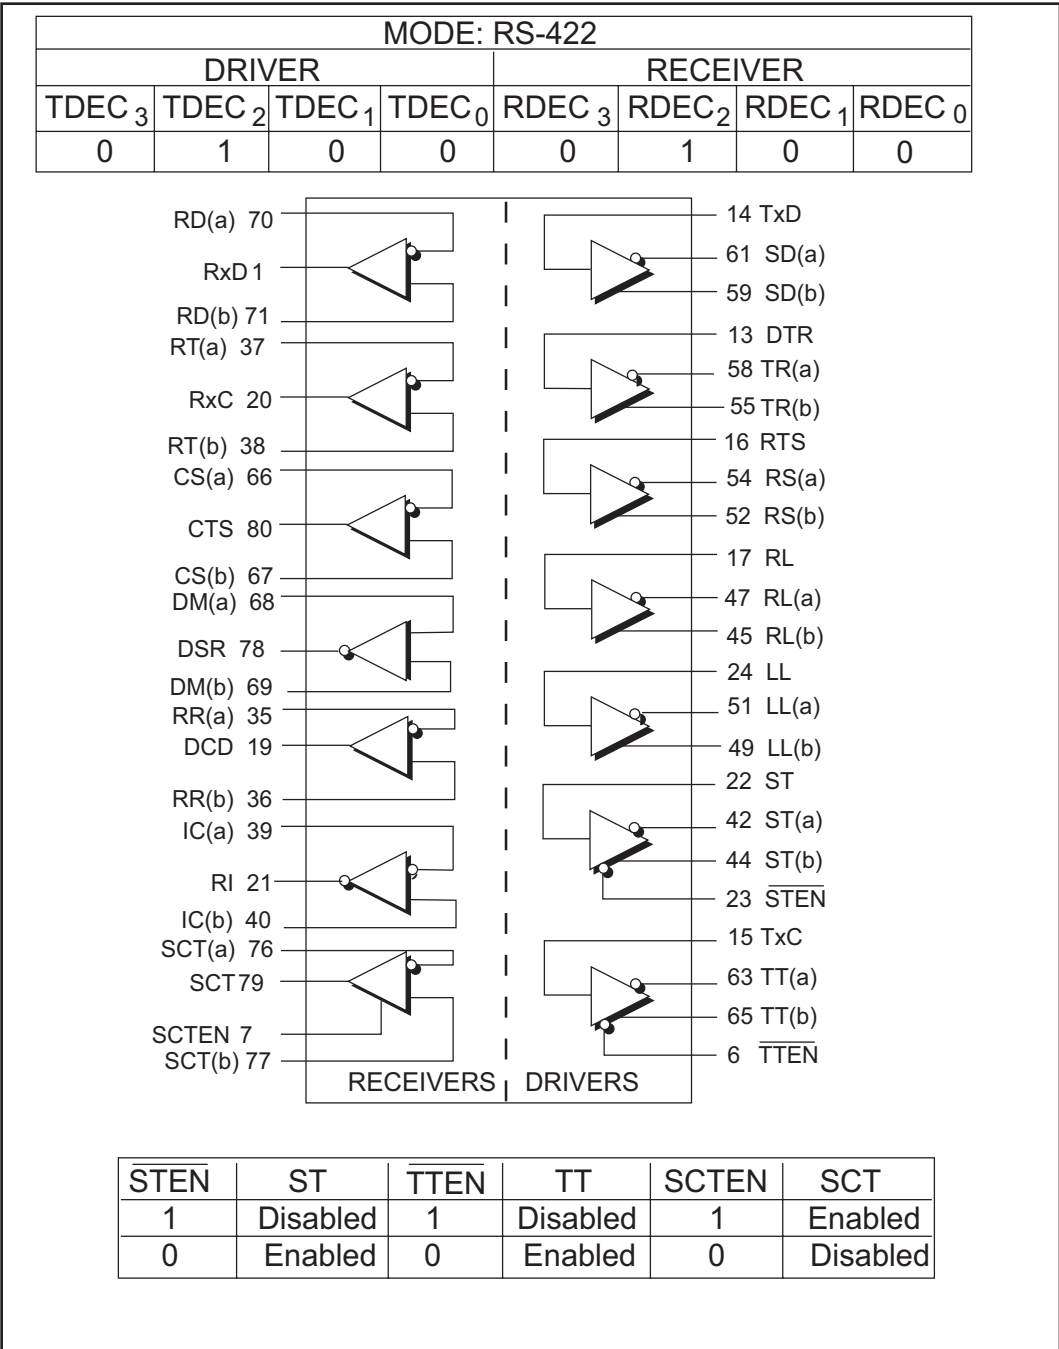 MODE: RS-422
DRIVER RECEIVER
TDEC3 TDEC2 TDEC1 TDEC0 RDEC3 RDEC2 RDEC1 RDEC0
0 1 0 0 0 1 0 0
RD(a) 70
RxD 1
RD(b) 71
RT(a) 37
RxC 20
RT(b) 38
CS(a) 66
CTS 80
CS(b) 67
DM(a) 68
DSR 78
DM(b) 69
RR(a) 35
DCD 19
RR(b) 36
IC(a) 39
RI 21
IC(b) 40
SCT(a) 76
SCT 79
SCTEN 7
SCT(b) 77
14 TxD
61 SD(a)
59 SD(b)
13 DTR
58 TR(a)
55 TR(b)
16 RTS
54 RS(a)
52 RS(b)
17 RL
47 RL(a)
45 RL(b)
24 LL
51 LL(a)
49 LL(b)
22 ST
42 ST(a)
44 ST(b)
23 S̅T̅E̅N̅
15 TxC
63 TT(a)
65 TT(b)
6 T̅T̅E̅N̅
RECEIVERS DRIVERS
S̅T̅E̅N̅ ST T̅T̅E̅N̅ TT SCTEN SCT
1 Disabled 1 Disabled 1 Enabled
0 Enabled 0 Enabled 0 Disabled